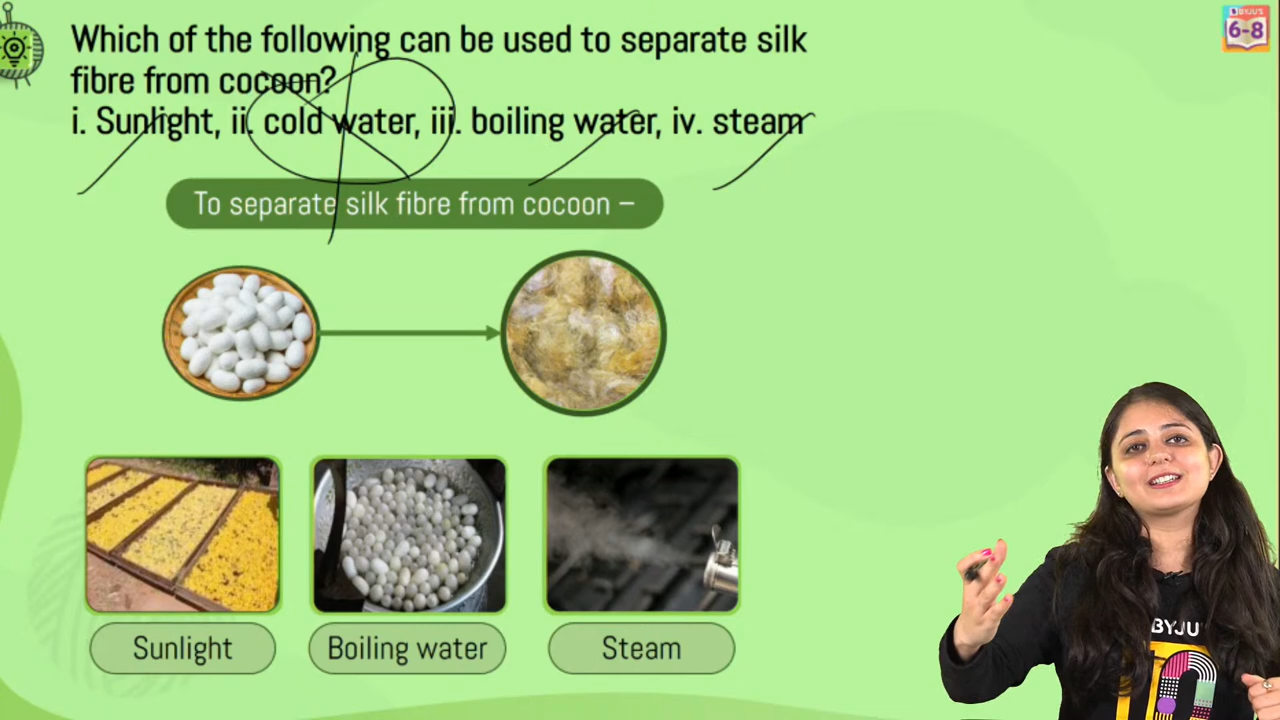 Which of the following can be used to separate silk
fibre from cocoon?
i. Sunlight, ii. cold water, iii. boiling water, iv. steam
To separate silk fibre from cocoon –
Sunlight
Boiling water
Steam
BYJU'S
6-8
BYJU